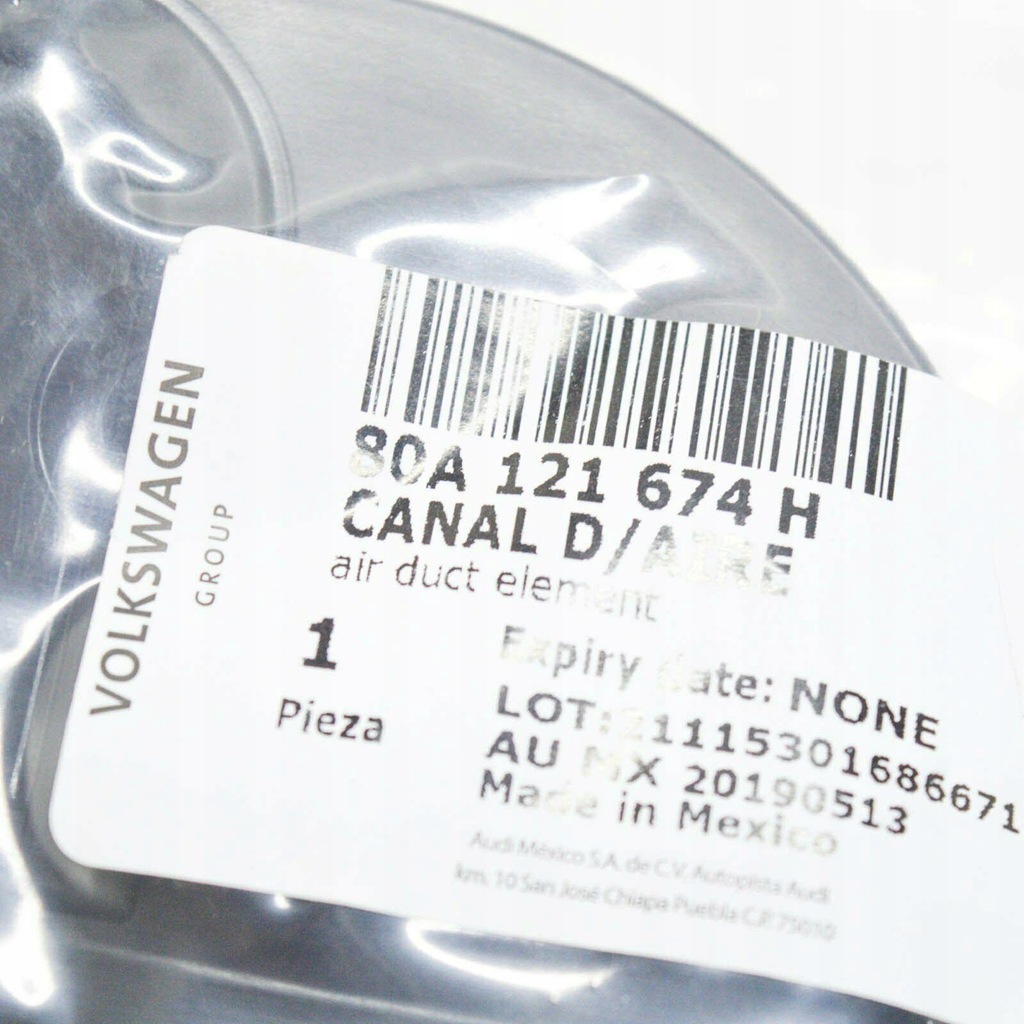 VOLKSWAGEN
GROUP
80A 121 674 H
CANAL D/AIRE
air duct element
1
Pieza
Expiry date: NONE
LOT:21115301686671
AU MX 20190513
Made in Mexico
Audi México S.A. de C.V. Autopista Audi
km. 10 San José Chiapa Puebla C.P. 75010